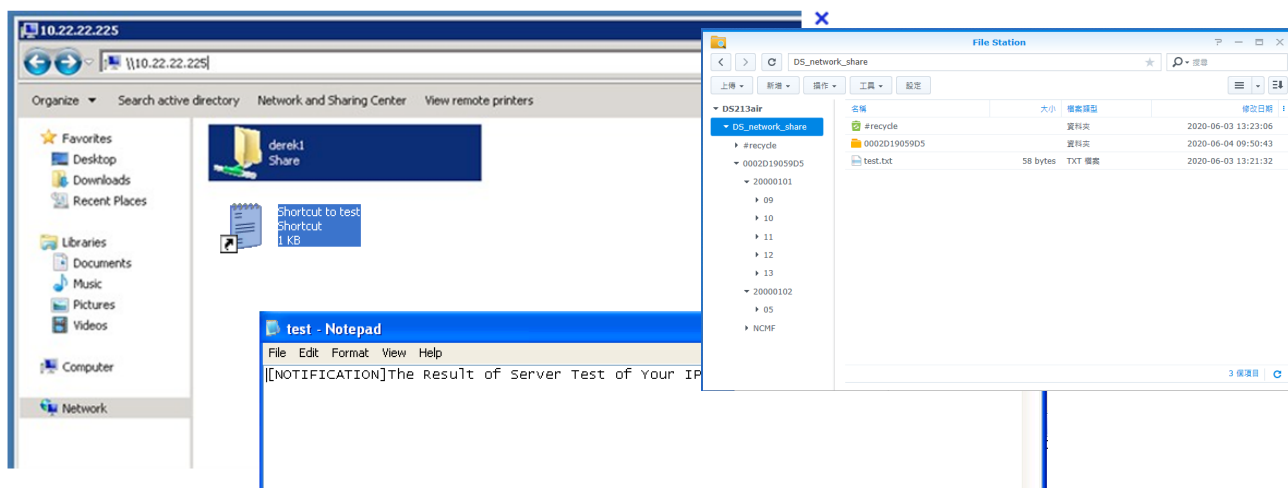 10.22.22.225
\\10.22.22.225
Organize Search active directory Network and Sharing Center View remote printers
Favorites
Desktop
Downloads
Recent Places
Libraries
Documents
Music
Pictures
Videos
Computer
Network
derek1
Share
Shortcut to test
Shortcut
1 KB
test - Notepad
File Edit Format View Help
[NOTIFICATION]The Result of Server Test of Your IP
File Station
DS_network_share
搜尋
上傳 新增 操作 工具 設定
DS213air
DS_network_share
#recycle
0002D19059D5
20000101
09
10
11
12
13
20000102
05
NCMF
名稱 大小 檔案類型 修改日期
#recycle 資料夾 2020-06-03 13:23:06
0002D19059D5 資料夾 2020-06-04 09:50:43
test.txt 58 bytes TXT 檔案 2020-06-03 13:21:32
3 個項目